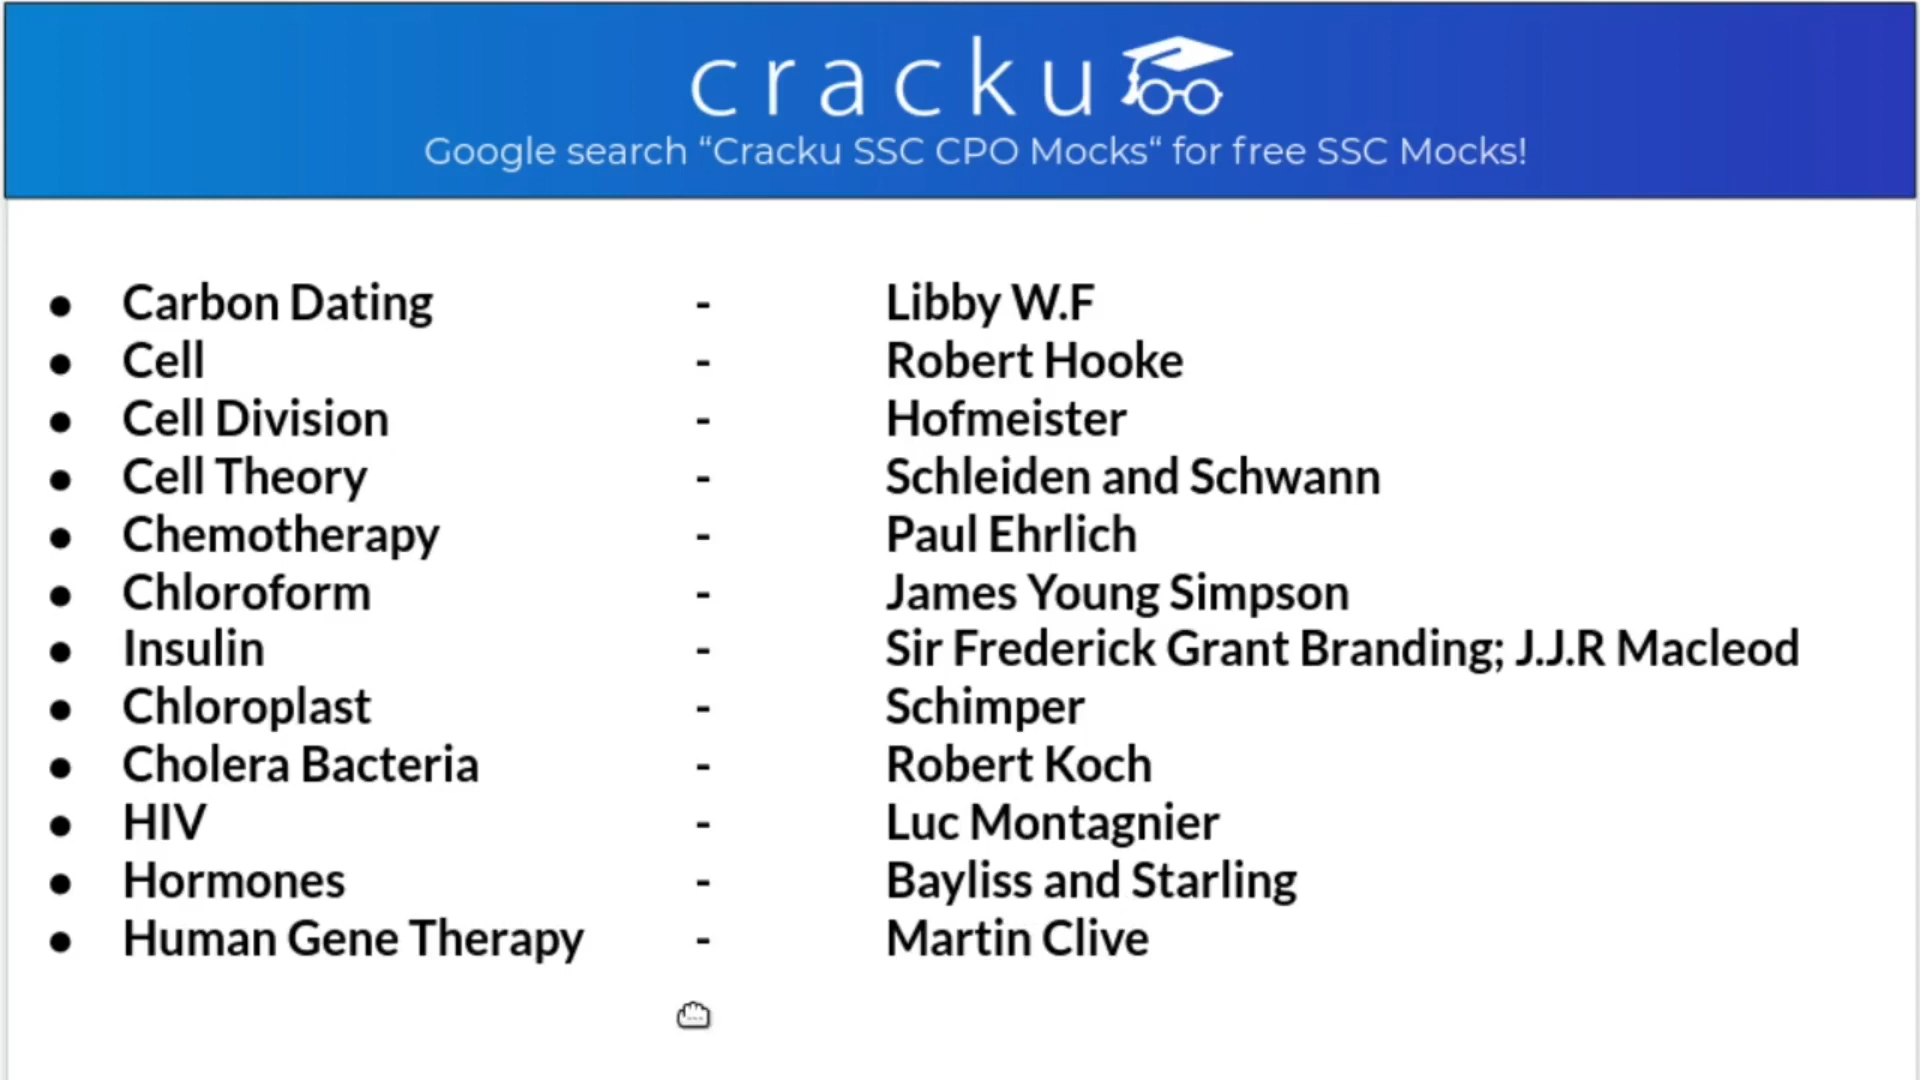 cracku
Google search “Cracku SSC CPO Mocks“ for free SSC Mocks!
● Carbon Dating - Libby W.F
● Cell - Robert Hooke
● Cell Division - Hofmeister
● Cell Theory - Schleiden and Schwann
● Chemotherapy - Paul Ehrlich
● Chloroform - James Young Simpson
● Insulin - Sir Frederick Grant Branding; J.J.R Macleod
● Chloroplast - Schimper
● Cholera Bacteria - Robert Koch
● HIV - Luc Montagnier
● Hormones - Bayliss and Starling
● Human Gene Therapy - Martin Clive